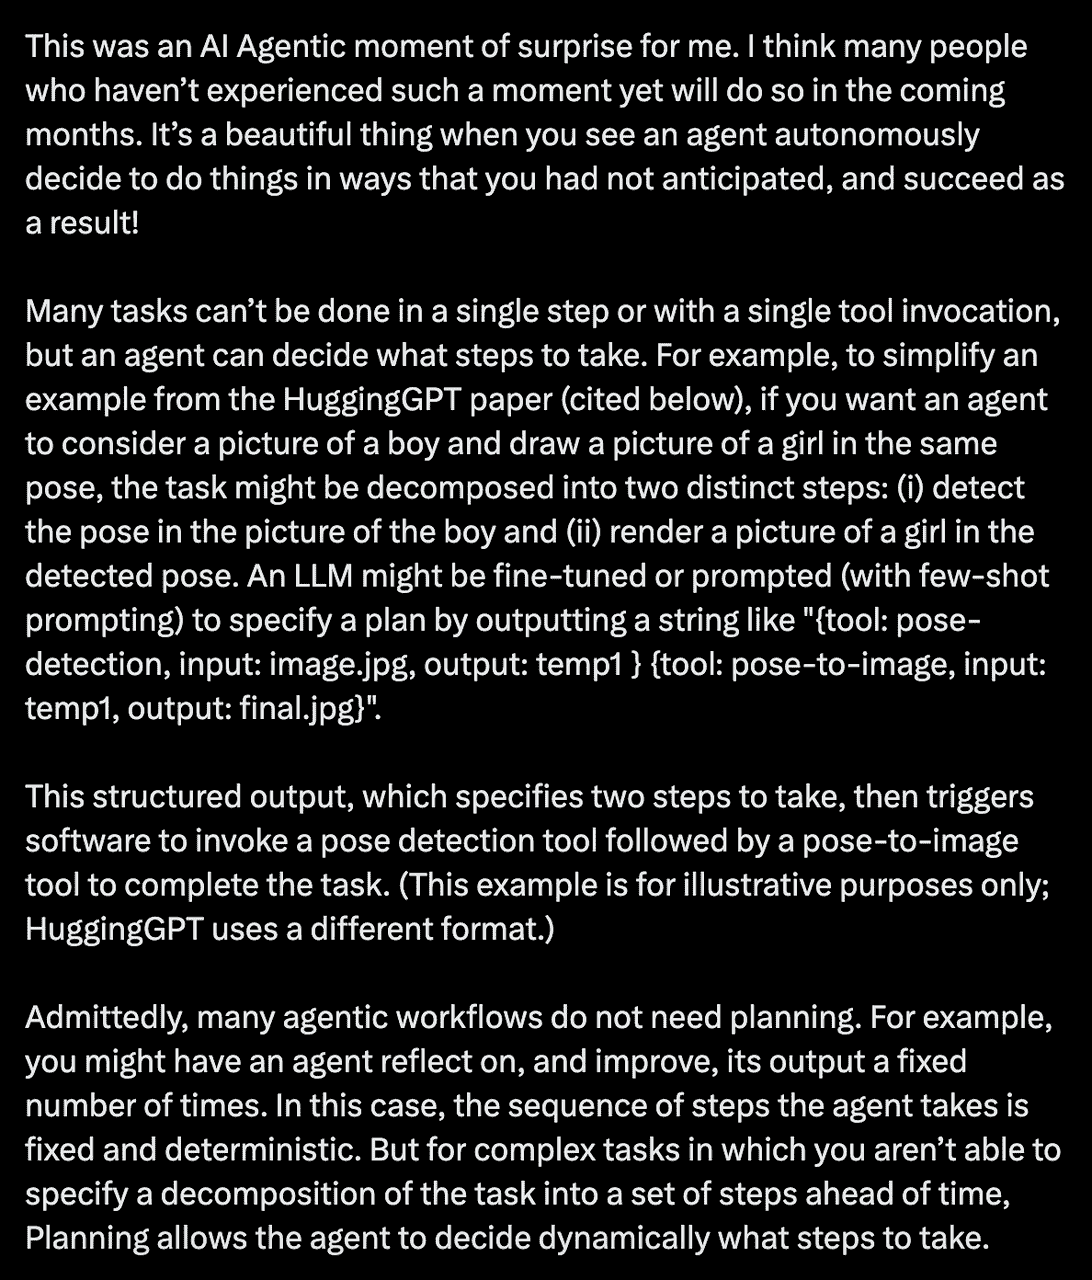 This was an AI Agentic moment of surprise for me. I think many people
who haven’t experienced such a moment yet will do so in the coming
months. It’s a beautiful thing when you see an agent autonomously
decide to do things in ways that you had not anticipated, and succeed as
a result!
Many tasks can’t be done in a single step or with a single tool invocation,
but an agent can decide what steps to take. For example, to simplify an
example from the HuggingGPT paper (cited below), if you want an agent
to consider a picture of a boy and draw a picture of a girl in the same
pose, the task might be decomposed into two distinct steps: (i) detect
the pose in the picture of the boy and (ii) render a picture of a girl in the
detected pose. An LLM might be fine-tuned or prompted (with few-shot
prompting) to specify a plan by outputting a string like "{tool: pose-
detection, input: image.jpg, output: temp1 } {tool: pose-to-image, input:
temp1, output: final.jpg}".
This structured output, which specifies two steps to take, then triggers
software to invoke a pose detection tool followed by a pose-to-image
tool to complete the task. (This example is for illustrative purposes only;
HuggingGPT uses a different format.)
Admittedly, many agentic workflows do not need planning. For example,
you might have an agent reflect on, and improve, its output a fixed
number of times. In this case, the sequence of steps the agent takes is
fixed and deterministic. But for complex tasks in which you aren’t able to
specify a decomposition of the task into a set of steps ahead of time,
Planning allows the agent to decide dynamically what steps to take.